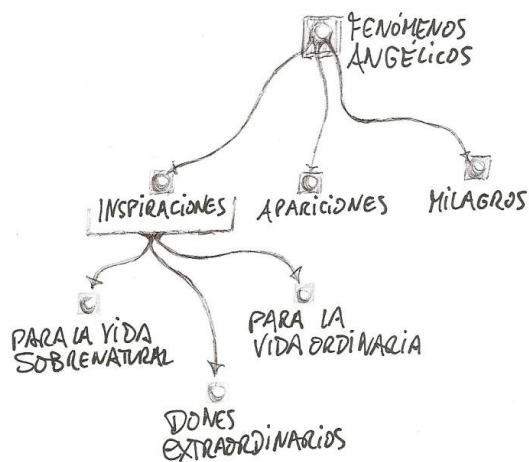 FENÓMENOS
ANGÉLICOS
INSPIRACIONES
APARICIONES
MILAGROS
PARA LA VIDA
SOBRENATURAL
PARA LA
VIDA ORDINARIA
DONES
EXTRAORDINARIOS